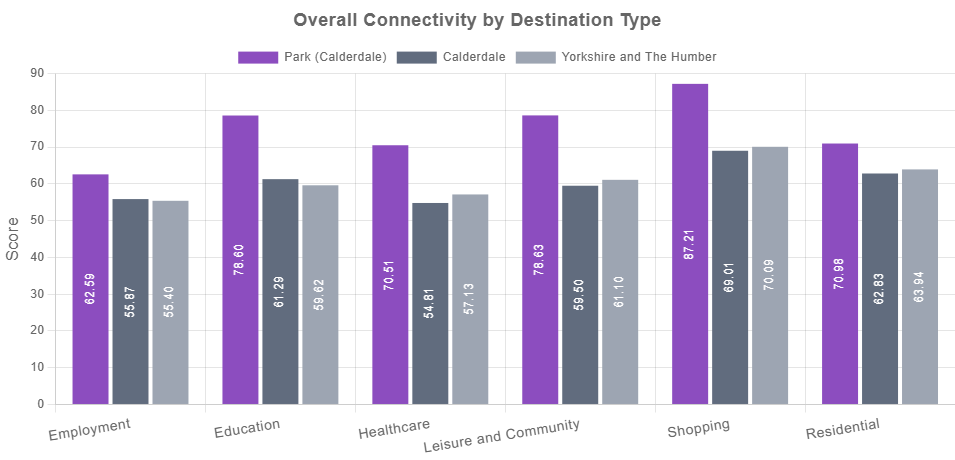 Overall Connectivity by Destination Type
Park (Calderdale) Calderdale Yorkshire and The Humber
Score
90
80
70
60
50
40
30
20
10
0
62.59 55.87 55.40
78.60 61.29 59.62
70.51 54.81 57.13
78.63 59.50 61.10
87.21 69.01 70.09
70.98 62.83 63.94
Employment Education Healthcare Leisure and Community Shopping Residential